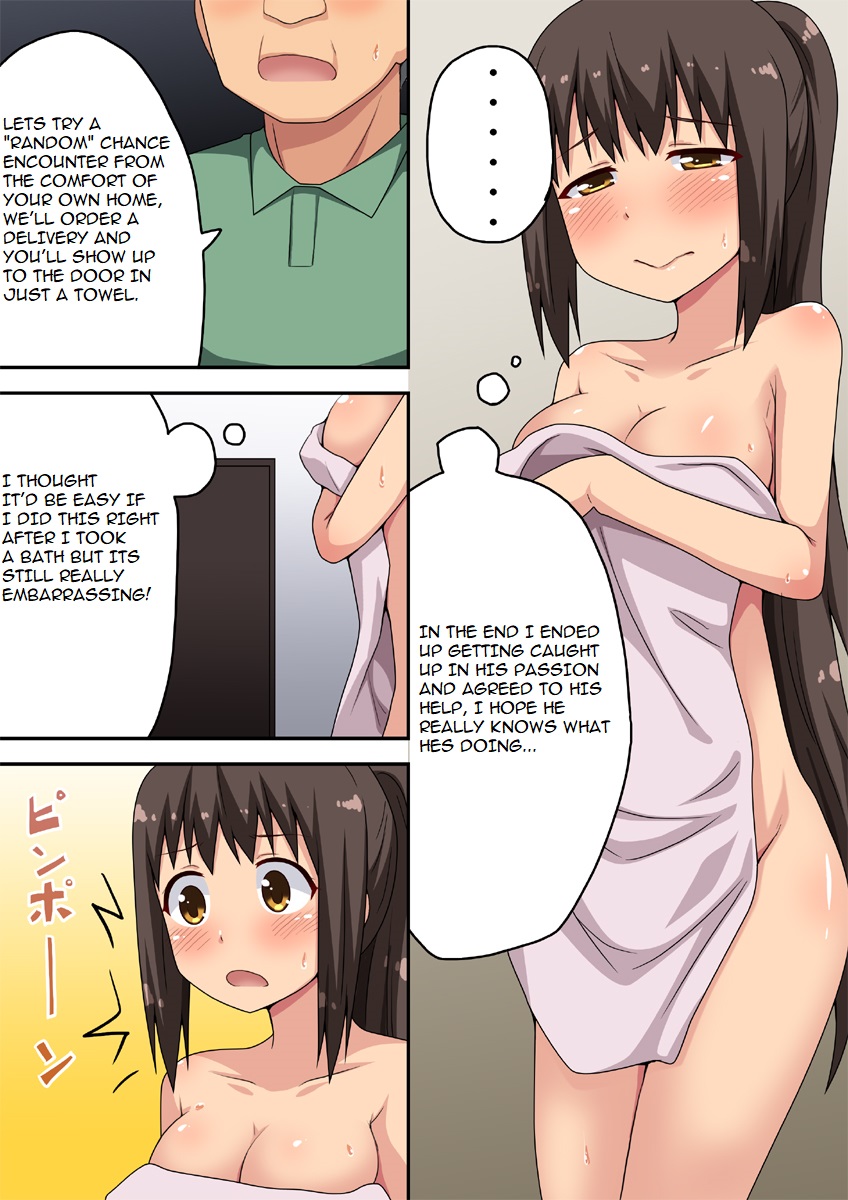 LETS TRY A
"RANDOM" CHANCE
ENCOUNTER FROM
THE COMFORT OF
YOUR OWN HOME,
WE'LL ORDER A
DELIVERY AND
YOU'LL SHOW UP
TO THE DOOR IN
JUST A TOWEL.
I THOUGHT
IT'D BE EASY IF
I DID THIS RIGHT
AFTER I TOOK
A BATH BUT ITS
STILL REALLY
EMBARRASSING!
ピンポーン
......
IN THE END I ENDED
UP GETTING CAUGHT
UP IN HIS PASSION
AND AGREED TO HIS
HELP, I HOPE HE
REALLY KNOWS WHAT
HES DOING...